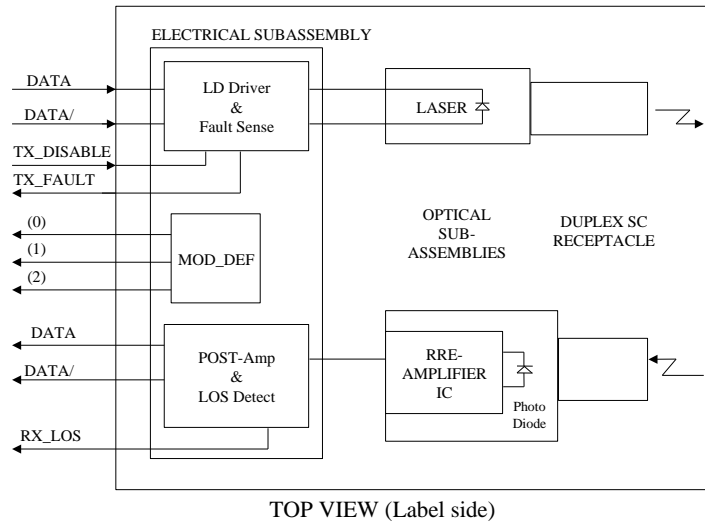 ELECTRICAL SUBASSEMBLY
DATA
DATA/
TX_DISABLE
TX_FAULT
LD Driver
&
Fault Sense
LASER
(0)
(1)
(2)
MOD_DEF
OPTICAL
SUB-
ASSEMBLIES
DUPLEX SC
RECEPTACLE
DATA
DATA/
RX_LOS
POST-Amp
&
LOS Detect
RRE-
AMPLIFIER
IC
Photo
Diode
TOP VIEW (Label side)